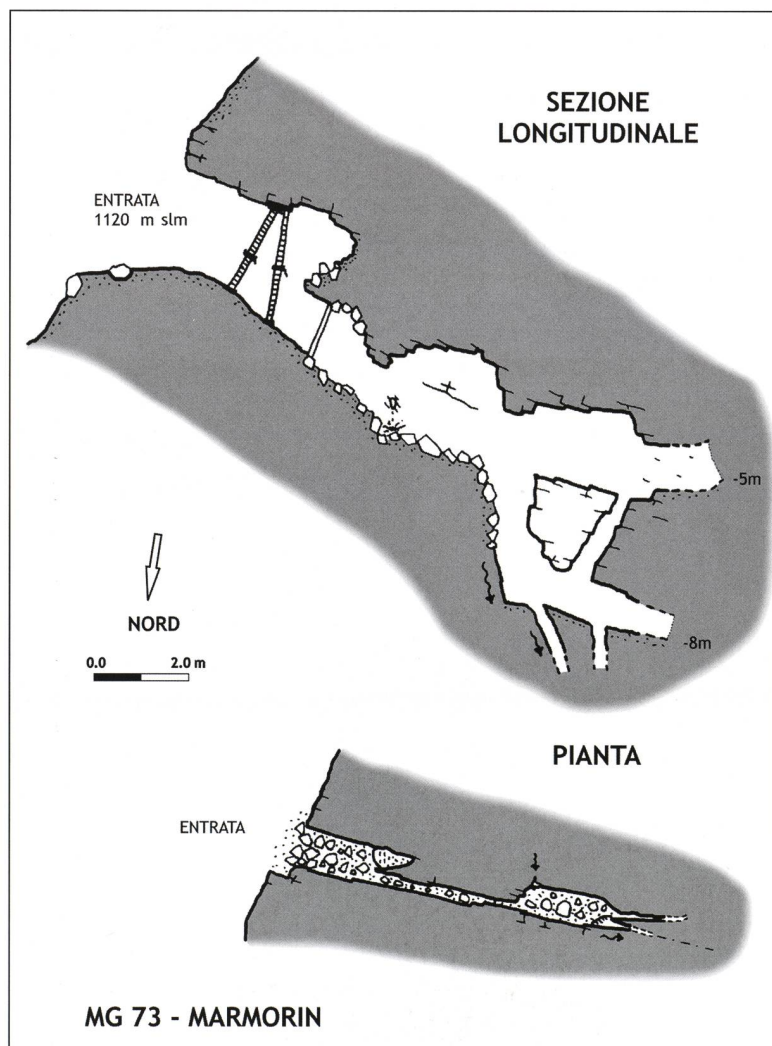 SEZIONE
LONGITUDINALE
ENTRATA
1120 m slm
-5m
NORD
0.0 2.0 m
-8m
PIANTA
ENTRATA
MG 73 - MARMORIN